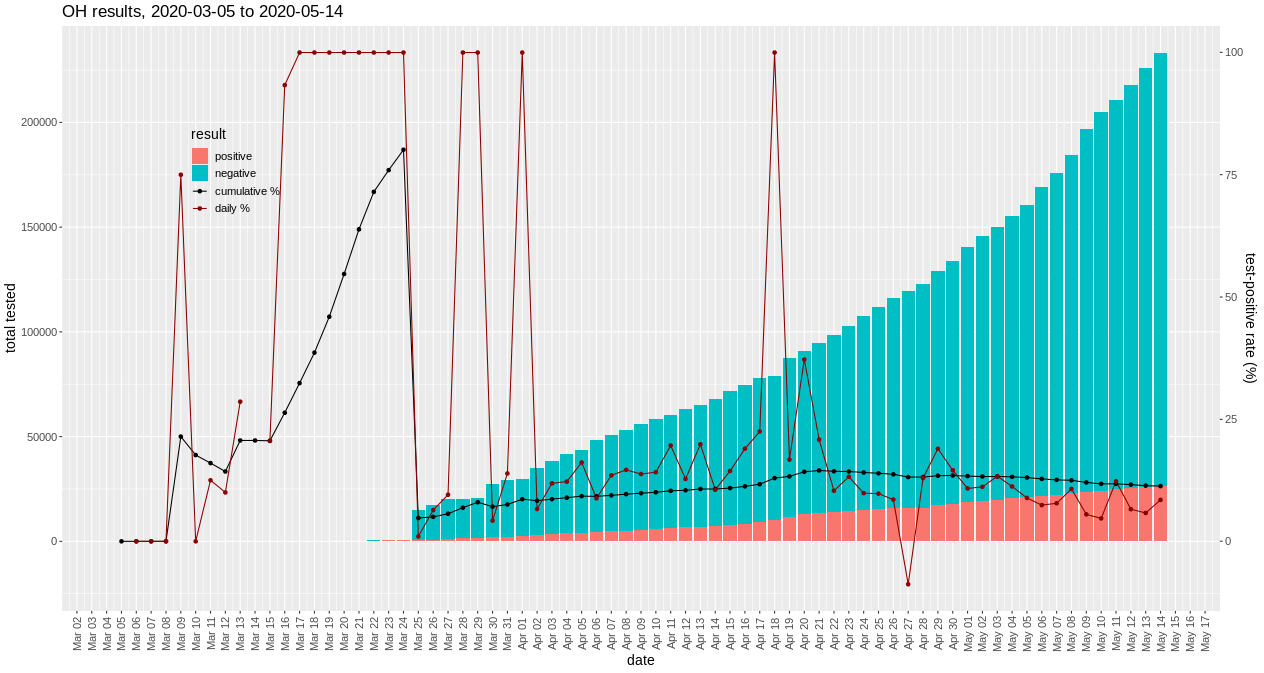 OH results, 2020-03-05 to 2020-05-14
total tested
200000
150000
100000
50000
0
result
positive
negative
cumulative %
daily %
100
75
50
25
0
test-positive rate (%)
Mar 02
Mar 03
Mar 04
Mar 05
Mar 06
Mar 07
Mar 08
Mar 09
Mar 10
Mar 11
Mar 12
Mar 13
Mar 14
Mar 15
Mar 16
Mar 17
Mar 18
Mar 19
Mar 20
Mar 21
Mar 22
Mar 23
Mar 24
Mar 25
Mar 26
Mar 27
Mar 28
Mar 29
Mar 30
Mar 31
Apr 01
Apr 02
Apr 03
Apr 04
Apr 05
Apr 06
Apr 07
Apr 08
Apr 09
Apr 10
Apr 11
Apr 12
Apr 13
Apr 14
Apr 15
Apr 16
Apr 17
Apr 18
Apr 19
Apr 20
Apr 21
Apr 22
Apr 23
Apr 24
Apr 25
Apr 26
Apr 27
Apr 28
Apr 29
Apr 30
May 01
May 02
May 03
May 04
May 05
May 06
May 07
May 08
May 09
May 10
May 11
May 12
May 13
May 14
May 15
May 16
May 17
date